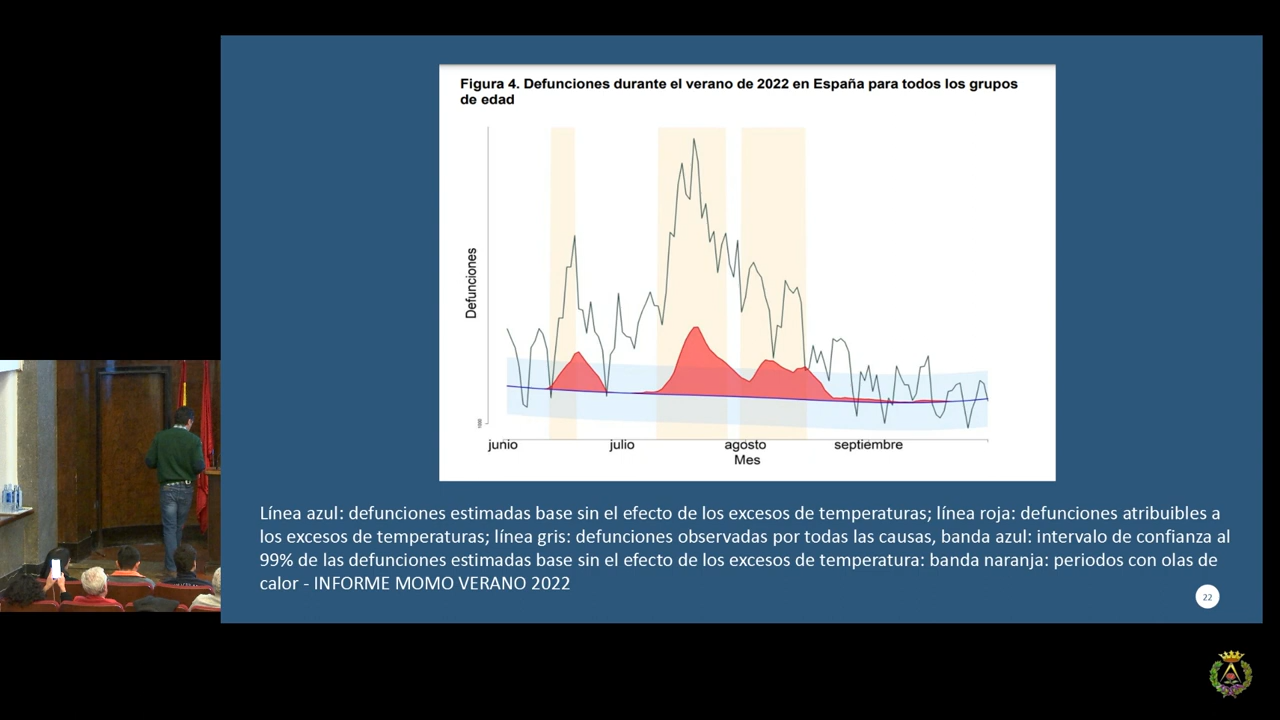 Figura 4. Defunciones durante el verano de 2022 en España para todos los grupos
de edad
Defunciones
junio
julio
agosto
septiembre
Mes
Línea azul: defunciones estimadas base sin el efecto de los excesos de temperaturas; línea roja: defunciones atribuibles a
los excesos de temperaturas; línea gris: defunciones observadas por todas las causas, banda azul: intervalo de confianza al
99% de las defunciones estimadas base sin el efecto de los excesos de temperatura: banda naranja: periodos con olas de
calor - INFORME MOMO VERANO 2022
22